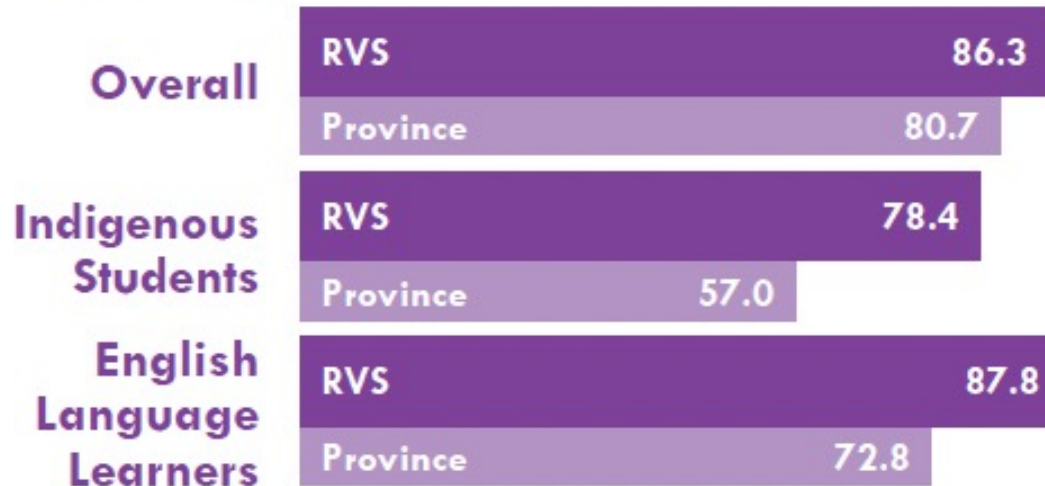 Overall
RVS 86.3
Province 80.7
Indigenous
Students
RVS 78.4
Province 57.0
English
Language
Learners
RVS 87.8
Province 72.8